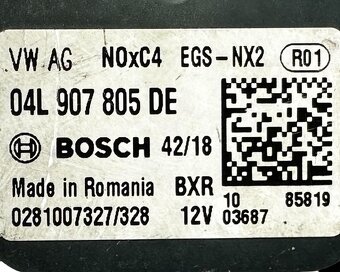 VW AG NOxC4 EGS-NX2 R01
04L 907 805 DE
BOSCH 42/18
Made in Romania BXR 10 85819
0281007327/328 12V 03687